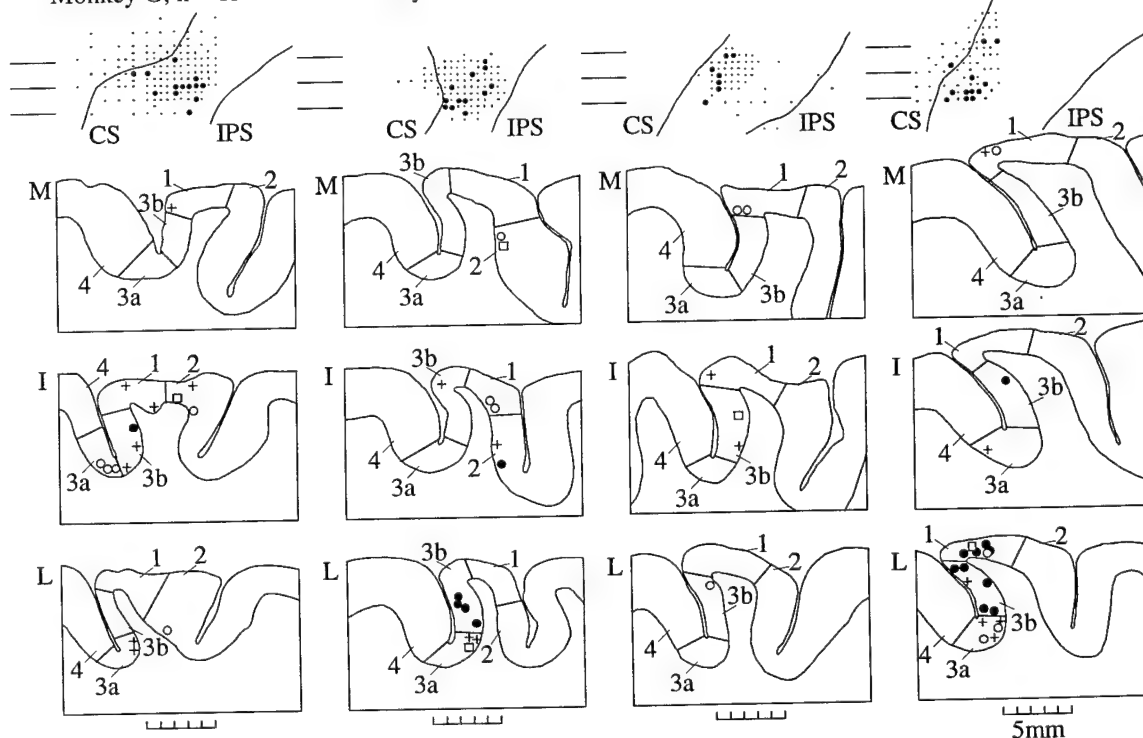 Monkey
CS IPS CS IPS CS IPS CS IPS
M 1 2 3b 4 3a
M 3b 1 2 4 3a
M 1 2 4 3a 3b
M 1 2 3b 4 3a
I 4 1 2 3a 3b
I 3b 1 4 2 3a
I 1 2 4 3b 3a
I 1 2 3b 4 3a
L 1 2 3b 4 3a
L 3b 1 4 2 3a
L 1 2 3b 4 3a
L 1 2 3b 4 3a
5mm